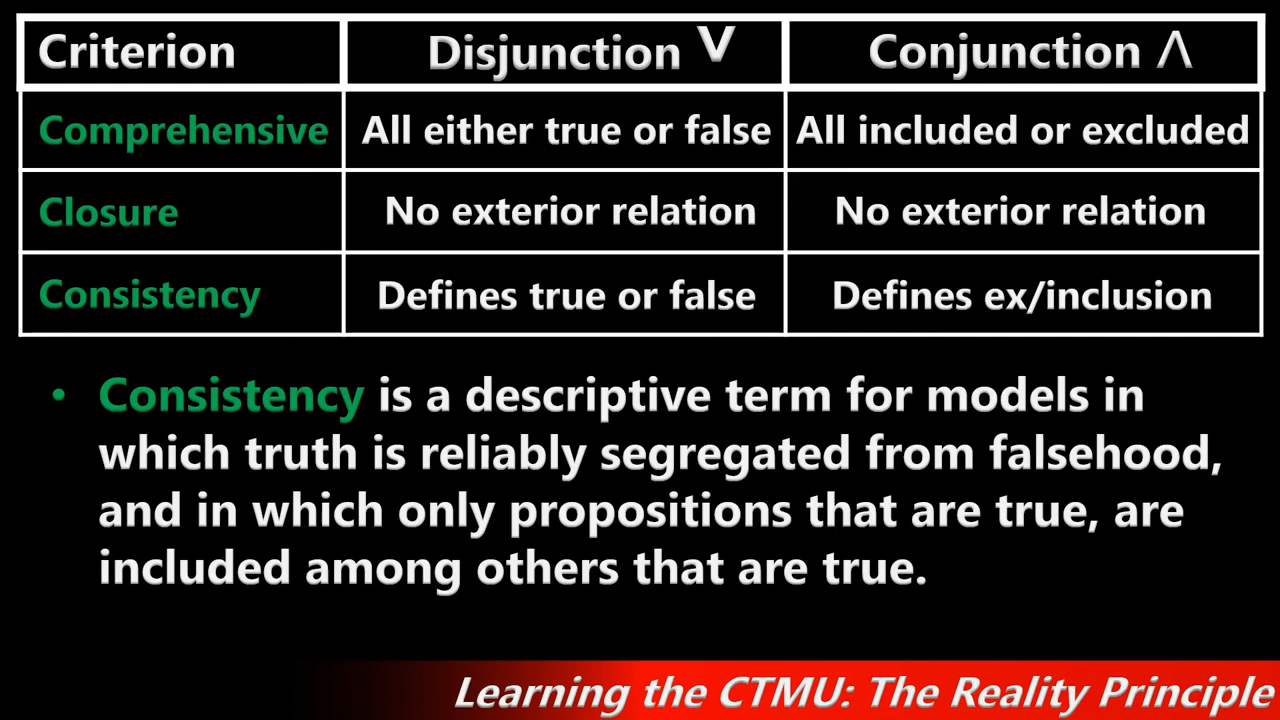 Criterion Disjunction ∨ Conjunction ∧
Comprehensive All either true or false All included or excluded
Closure No exterior relation No exterior relation
Consistency Defines true or false Defines ex/inclusion
• Consistency is a descriptive term for models in
which truth is reliably segregated from falsehood,
and in which only propositions that are true, are
included among others that are true.
Learning the CTMU: The Reality Principle